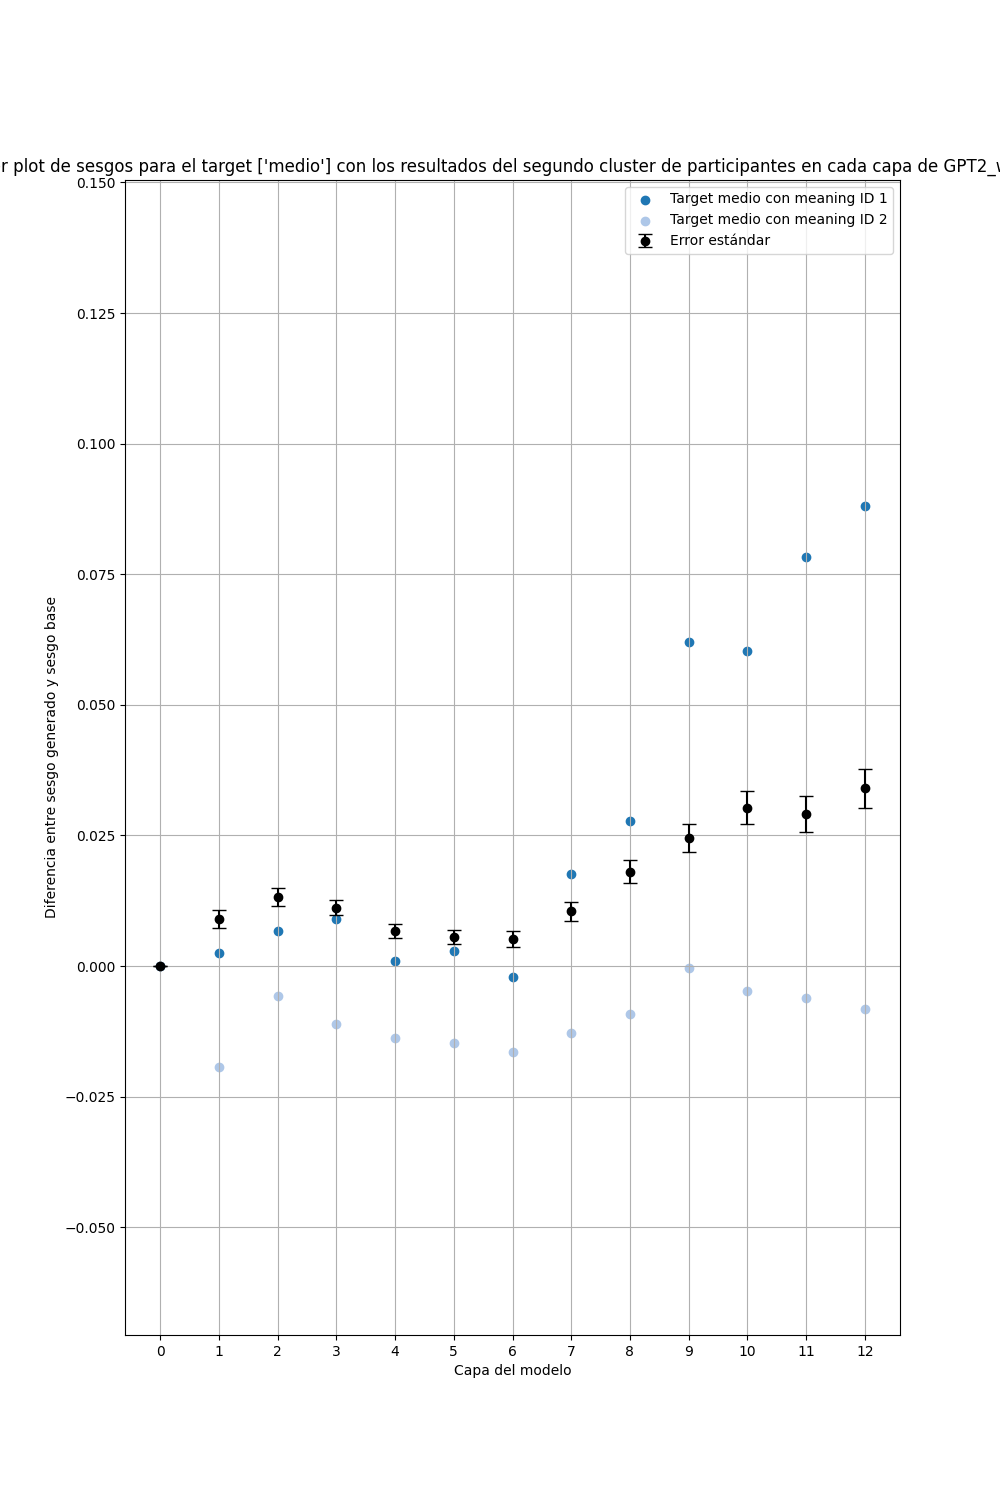 r plot de sesgos para el target ['medio'] con los resultados del segundo cluster de participantes en cada capa de GPT2_w
Target medio con meaning ID 1
Target medio con meaning ID 2
Error estándar
Diferencia entre sesgo generado y sesgo base
0.150
0.125
0.100
0.075
0.050
0.025
0.000
−0.025
−0.050
0 1 2 3 4 5 6 7 8 9 10 11 12
Capa del modelo